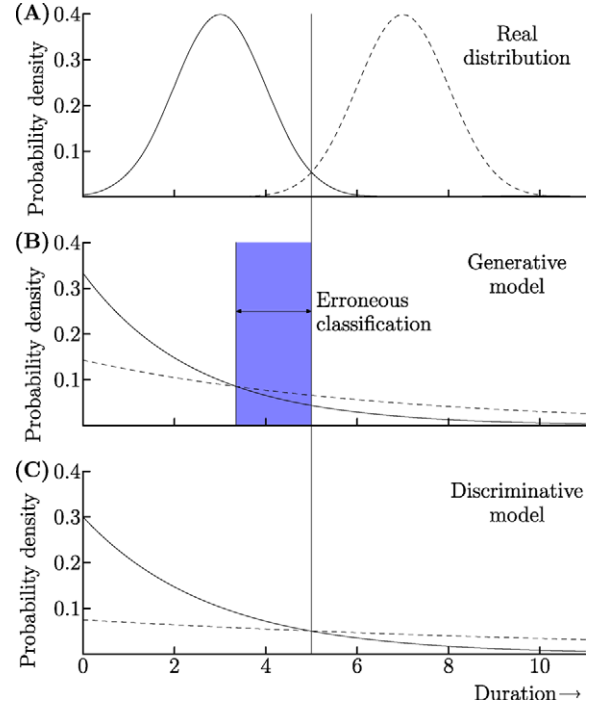 (A)
Probability density
0.4
0.3
0.2
0.1
Real
distribution
(B)
Probability density
0.4
0.3
0.2
0.1
Generative
model
Erroneous
classification
(C)
Probability density
0.4
0.3
0.2
0.1
Discriminative
model
0 2 4 6 8 10
Duration→